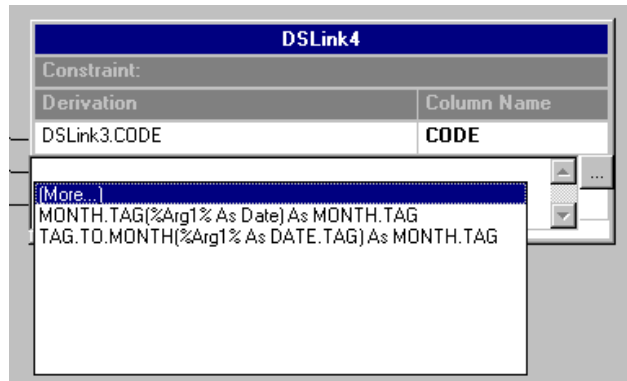 DSLink4
Constraint:
Derivation Column Name
DSLink3.CODE CODE
...
(More...)
MONTH.TAG(%Arg1% As Date) As MONTH.TAG
TAG.TO.MONTH(%Arg1% As DATE.TAG) As MONTH.TAG